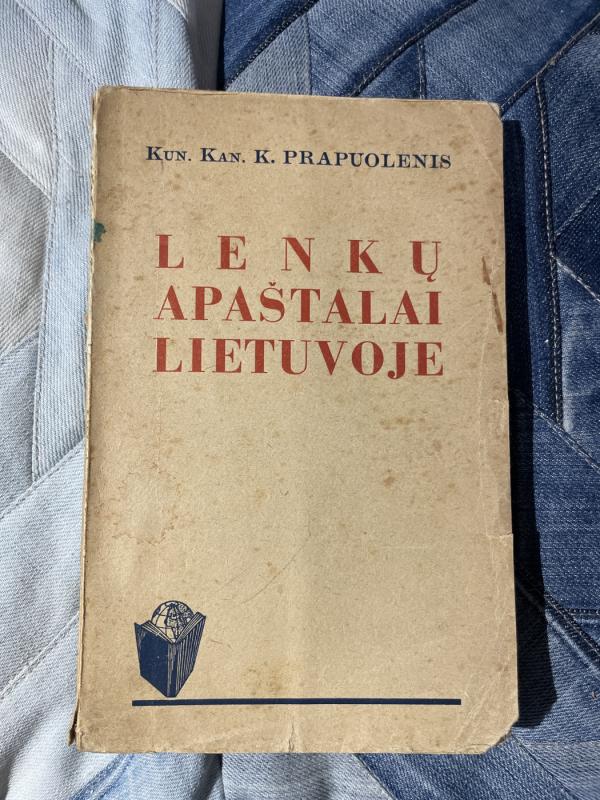 Kun. Kan. K. PRAPUOLENIS
LENKŲ
APAŠTALAI
LIETUVOJE